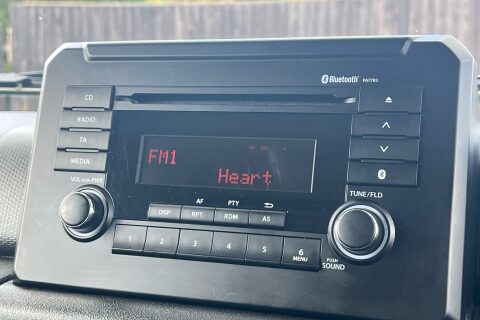 Bluetooth PA77K3
CD
RADIO
TA
MEDIA
VOL PUSH PWR
AF
FM1
Heart
AF PTY
DISP RPT RDM AS
1 2 3 4 5 6
MENU
TUNE/FLD
PUSH
SOUND